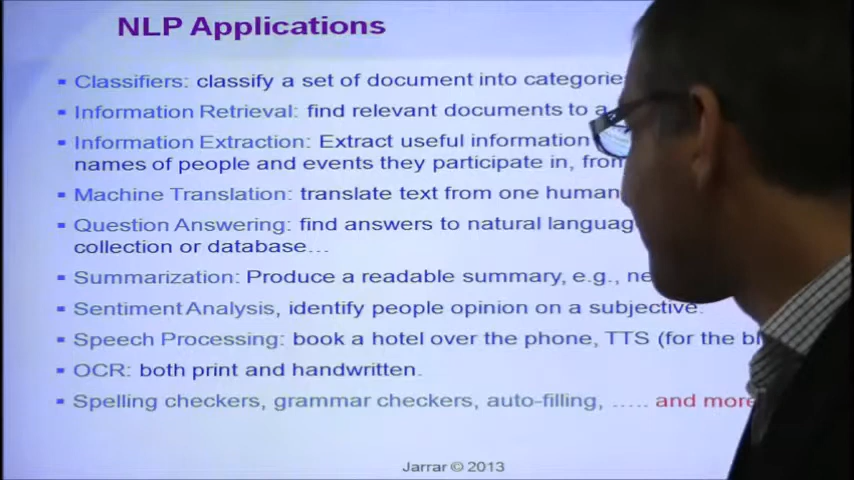 NLP Applications
▪ Classifiers: classify a set of document into categorie
▪ Information Retrieval: find relevant documents to a
▪ Information Extraction: Extract useful information
names of people and events they participate in, from
▪ Machine Translation: translate text from one human
▪ Question Answering: find answers to natural languag
collection or database…
▪ Summarization: Produce a readable summary, e.g., ne
▪ Sentiment Analysis, identify people opinion on a subjective.
▪ Speech Processing: book a hotel over the phone, TTS (for the bl
▪ OCR: both print and handwritten.
▪ Spelling checkers, grammar checkers, auto-filling, ….. and more
Jarrar © 2013